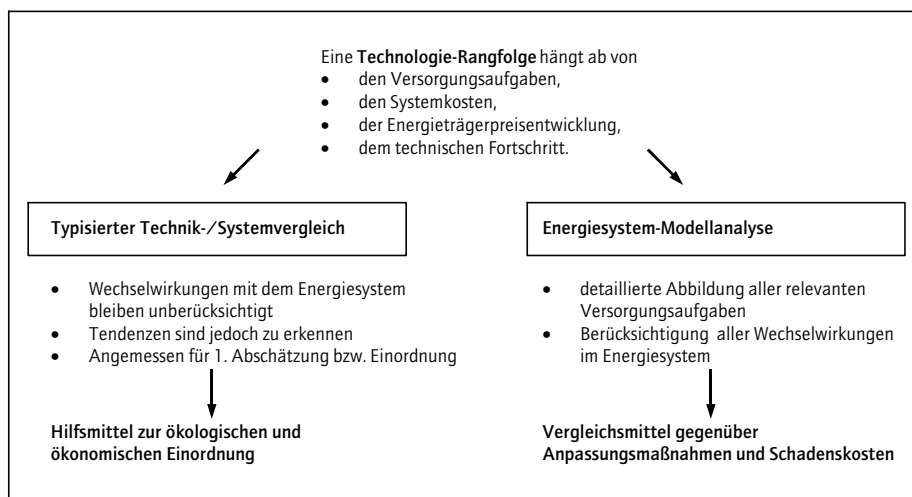 Eine Technologie-Rangfolge hängt ab von
• den Versorgungsaufgaben,
• den Systemkosten,
• der Energieträgerpreisentwicklung,
• dem technischen Fortschritt.
Typisierter Technik-/Systemvergleich
• Wechselwirkungen mit dem Energiesystem
bleiben unberücksichtigt
• Tendenzen sind jedoch zu erkennen
• Angemessen für 1. Abschätzung bzw. Einordnung
Hilfsmittel zur ökologischen und
ökonomischen Einordnung
Energiesystem-Modellanalyse
• detaillierte Abbildung aller relevanten
Versorgungsaufgaben
• Berücksichtigung aller Wechselwirkungen
im Energiesystem
Vergleichsmittel gegenüber
Anpassungsmaßnahmen und Schadenskosten